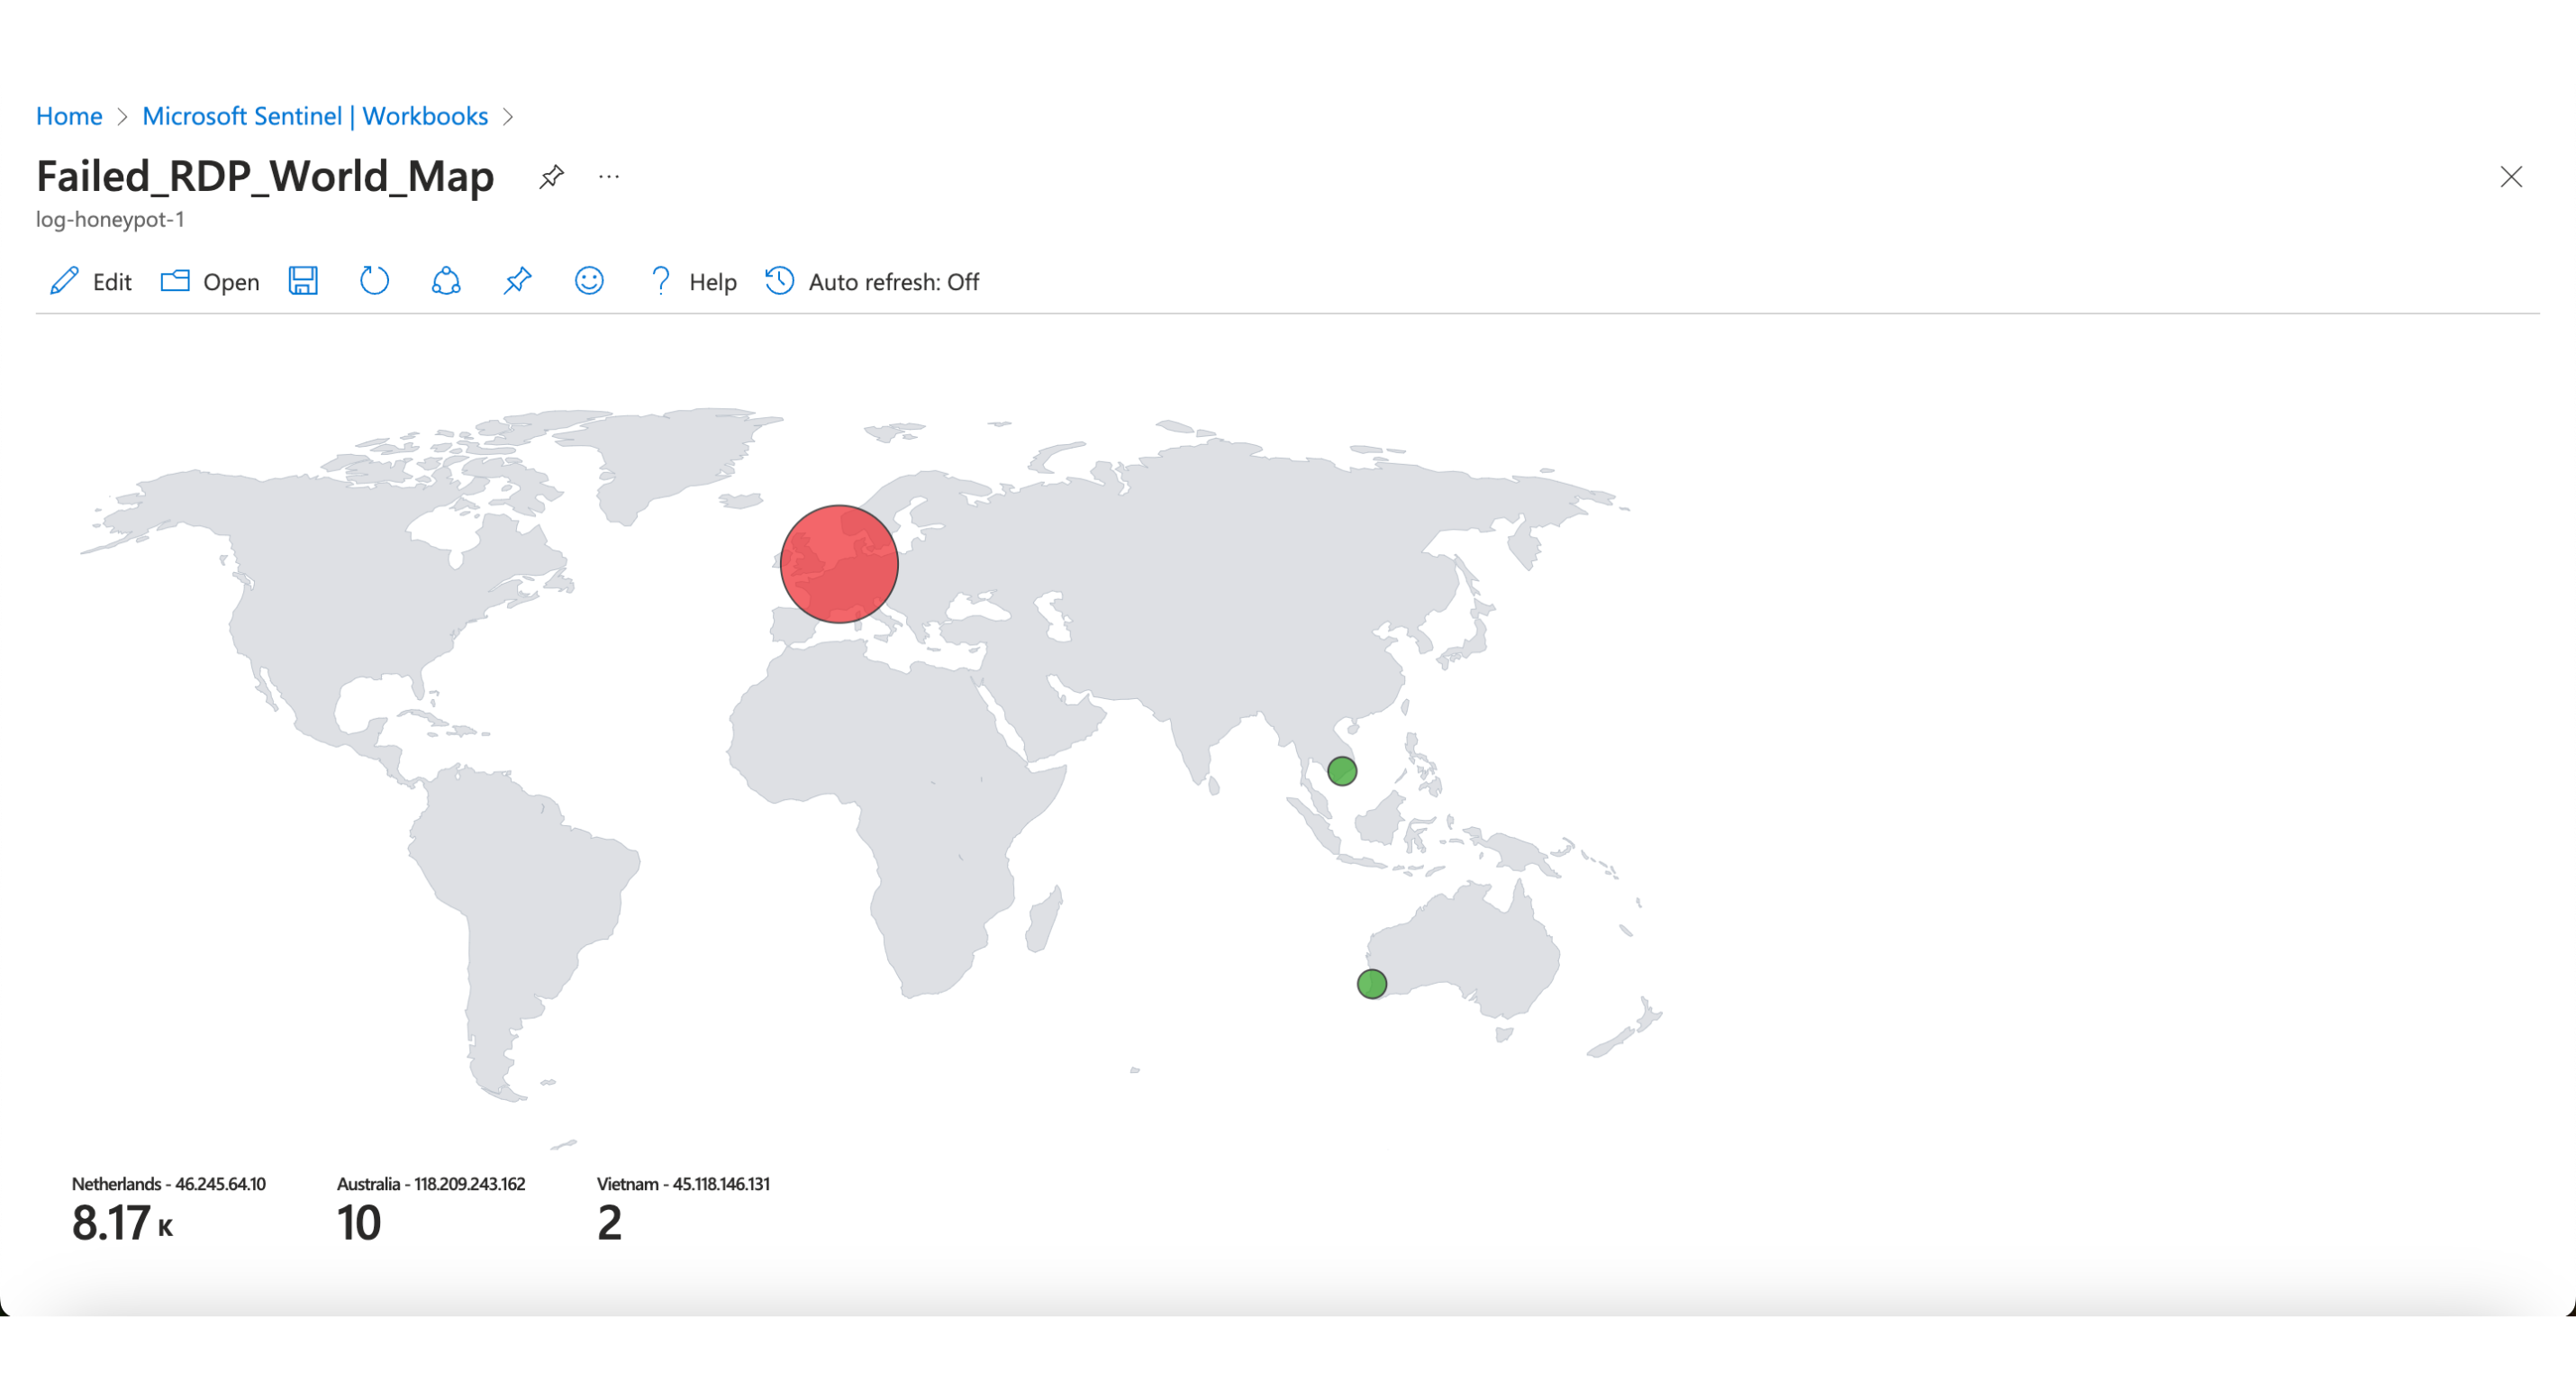 Home > Microsoft Sentinel | Workbooks >
Failed_RDP_World_Map ...
log-honeypot-1
Edit Open Help Auto refresh: Off
Netherlands - 46.245.64.10 Australia - 118.209.243.162 Vietnam - 45.118.146.131
8.17 K 10 2